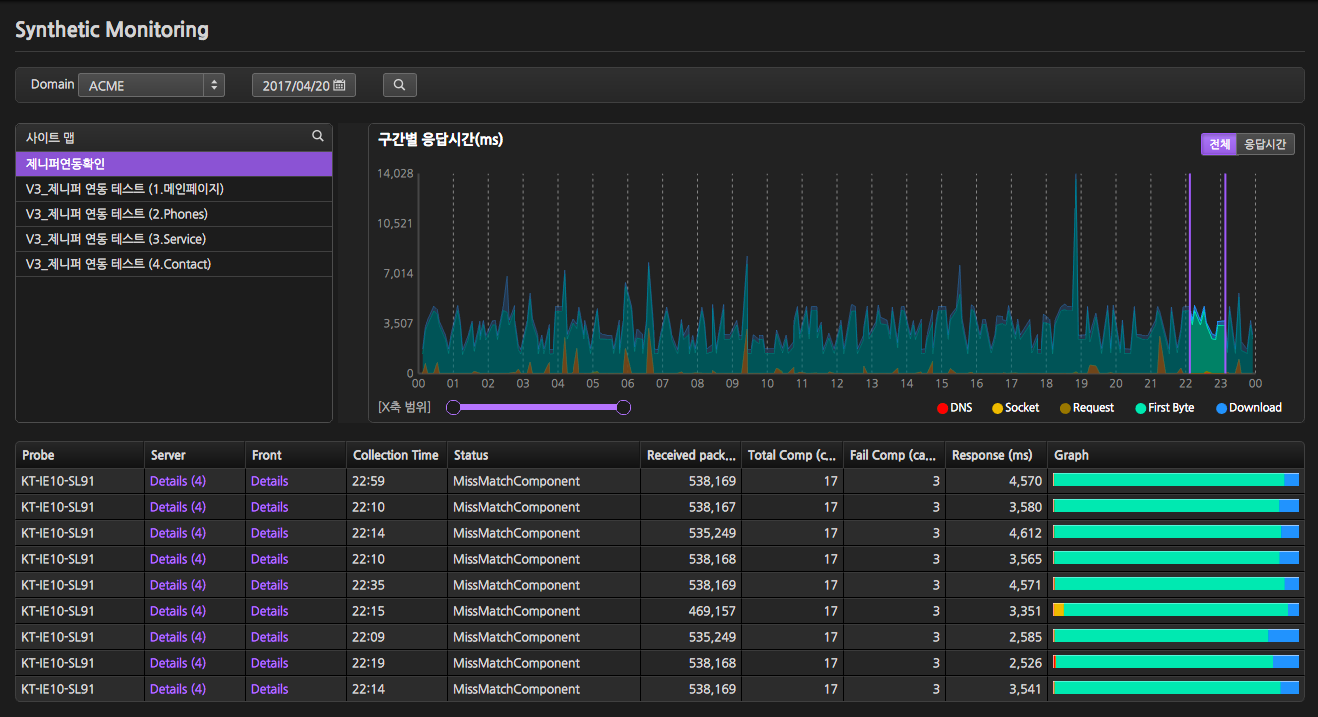 Synthetic Monitoring
Domain ACME 2017/04/20
사이트 맵
제니퍼연동확인
V3_제니퍼 연동 테스트 (1.메인페이지)
V3_제니퍼 연동 테스트 (2.Phones)
V3_제니퍼 연동 테스트 (3.Service)
V3_제니퍼 연동 테스트 (4.Contact)
구간별 응답시간(ms)
전체 응답시간
14,028
10,521
7,014
3,507
0
00 01 02 03 04 05 06 07 08 09 10 11 12 13 14 15 16 17 18 19 20 21 22 23 00
[X축 범위]
DNS Socket Request First Byte Download
Probe Server Front Collection Time Status Received pack... Total Comp (c... Fail Comp (ca... Response (ms) Graph
KT-IE10-SL91 Details (4) Details 22:59 MissMatchComponent 538,169 17 3 4,570
KT-IE10-SL91 Details (4) Details 22:10 MissMatchComponent 538,167 17 3 3,580
KT-IE10-SL91 Details (4) Details 22:14 MissMatchComponent 535,249 17 3 4,612
KT-IE10-SL91 Details (4) Details 22:10 MissMatchComponent 538,168 17 3 3,565
KT-IE10-SL91 Details (4) Details 22:35 MissMatchComponent 538,169 17 3 4,571
KT-IE10-SL91 Details (4) Details 22:15 MissMatchComponent 469,157 17 3 3,351
KT-IE10-SL91 Details (4) Details 22:09 MissMatchComponent 535,249 17 3 2,585
KT-IE10-SL91 Details (4) Details 22:19 MissMatchComponent 538,168 17 3 2,526
KT-IE10-SL91 Details (4) Details 22:14 MissMatchComponent 538,169 17 3 3,541